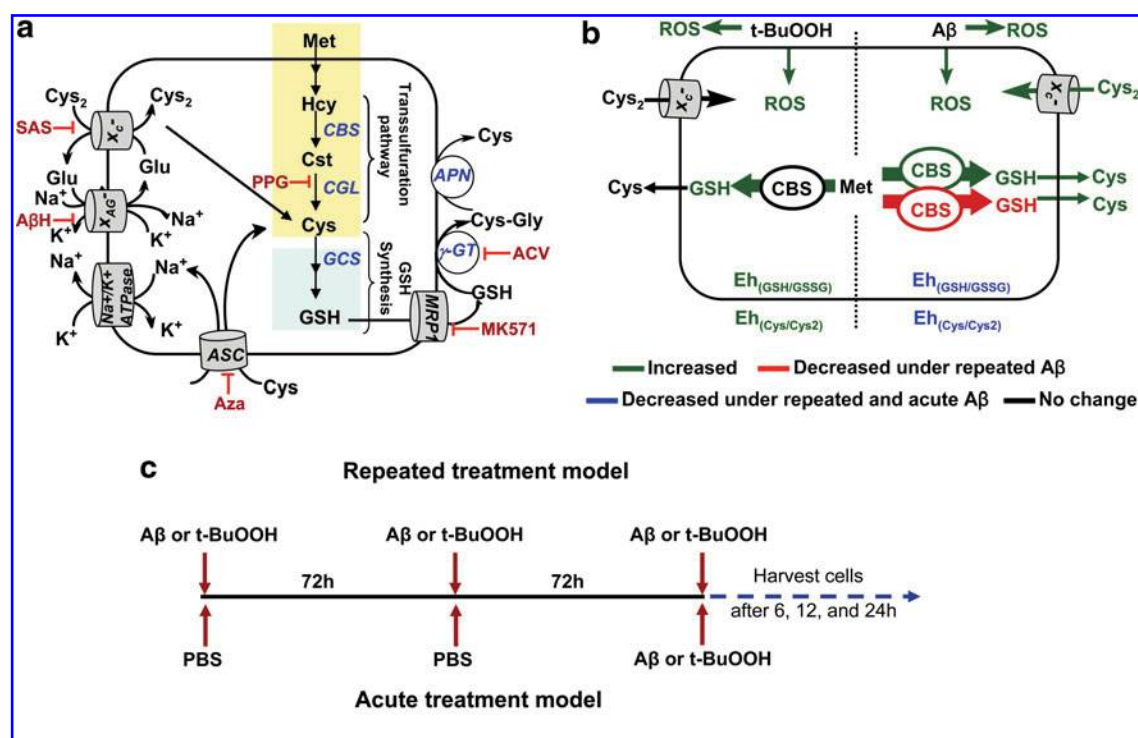 a
Met
Hcy
CBS
Cst
PPG
CGL
Cys
GCS
GSH
Transsulfuration
pathway
GSH
Synthesis
Cys₂
Cys₂
SAS
xc⁻
Glu
Glu
Na⁺
Na⁺
AβH
XAG⁻
K⁺
K⁺
Na⁺
Na⁺
Na+/K+
ATPase
K⁺
K⁺
ASC
Cys
Aza
Cys
APN
Cys-Gly
γ-GT
ACV
GSH
MRP1
MK571
b
ROS
t-BuOOH
Aβ
ROS
Cys₂
xc⁻
ROS
ROS
xc⁻
Cys₂
Cys
GSH
CBS
Met
CBS
GSH
Cys
CBS
GSH
Cys
Eh(GSH/GSSG)
Eh(GSH/GSSG)
Eh(Cys/Cys2)
Eh(Cys/Cys2)
Increased
Decreased under repeated Aβ
Decreased under repeated and acute Aβ
No change
c
Repeated treatment model
Aβ or t-BuOOH
Aβ or t-BuOOH
Aβ or t-BuOOH
72h
72h
Harvest cells
after 6, 12, and 24h
PBS
PBS
Aβ or t-BuOOH
Acute treatment model